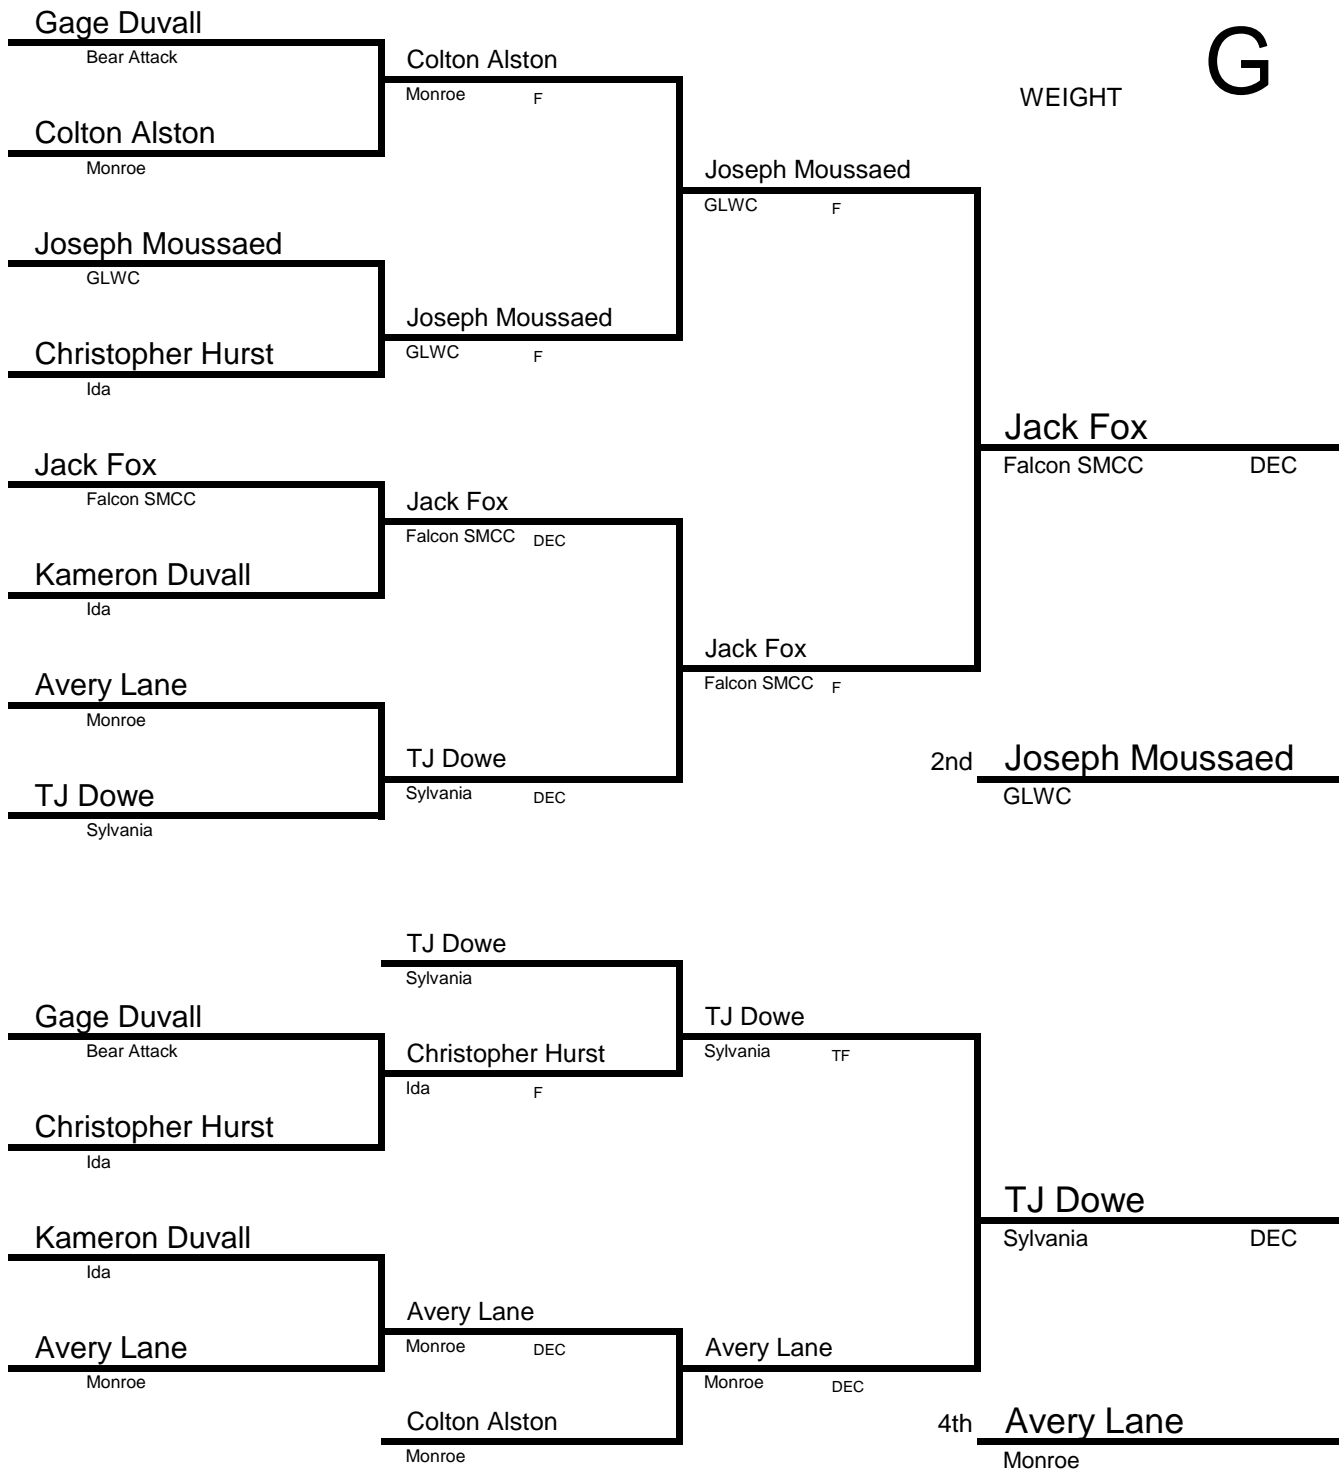 G
WEIGHT
Gage Duvall
Bear Attack
Colton Alston
Monroe
Joseph Moussaed
GLWC
Christopher Hurst
Ida
Jack Fox
Falcon SMCC
Kameron Duvall
Ida
Avery Lane
Monroe
TJ Dowe
Sylvania
Colton Alston
Monroe F
Joseph Moussaed
GLWC F
Jack Fox
Falcon SMCC DEC
TJ Dowe
Sylvania DEC
Joseph Moussaed
GLWC F
Jack Fox
Falcon SMCC F
Jack Fox
Falcon SMCC DEC
2nd Joseph Moussaed
GLWC
Gage Duvall
Bear Attack
Christopher Hurst
Ida
Kameron Duvall
Ida
Avery Lane
Monroe
TJ Dowe
Sylvania
Christopher Hurst
Ida F
Avery Lane
Monroe DEC
Colton Alston
Monroe
TJ Dowe
Sylvania TF
Avery Lane
Monroe DEC
TJ Dowe
Sylvania DEC
4th Avery Lane
Monroe